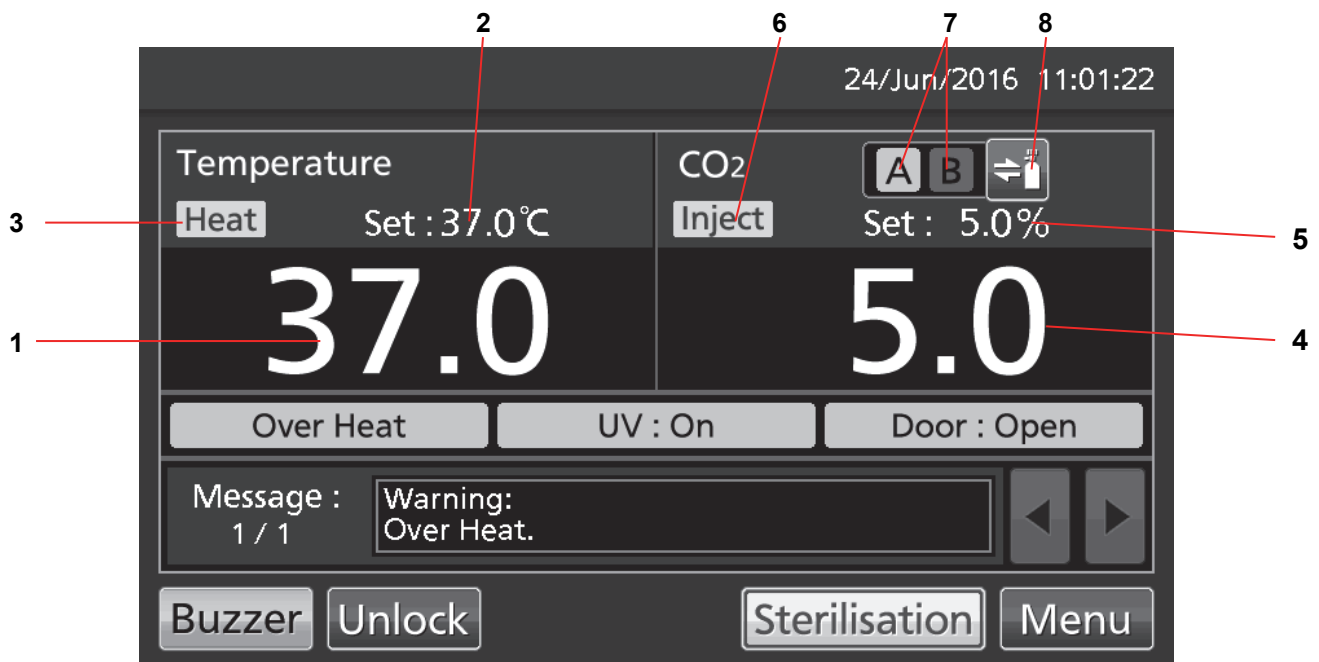 2 6 7 8
24/Jun/2016 11:01:22
Temperature CO2 A B
3 Heat Set : 37.0℃ Inject Set : 5.0% 5
1 37.0 5.0 4
Over Heat UV : On Door : Open
Message : Warning:
1 / 1 Over Heat.
Buzzer Unlock Sterilisation Menu